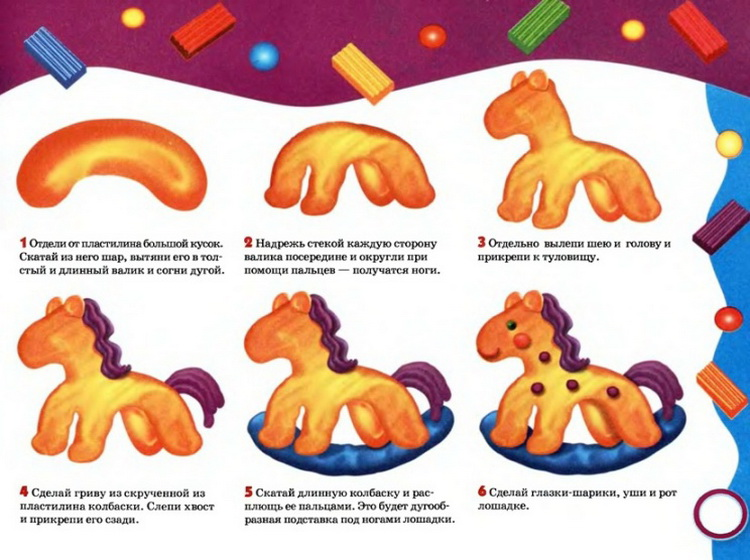 1 Отдели от пластилина большой кусок.
Скатай из него шар, вытяни его в тол-
стый и длинный валик и согни дугой.
2 Надрежь стекой каждую сторону
валика посередине и округли при
помощи пальцев — получатся ноги.
3 Отдельно вылепи шею и голову и
прикрепи к туловищу.
4 Сделай гриву из скрученной из
пластилина колбаски. Слепи хвост
и прикрепи его сзади.
5 Скатай длинную колбаску и рас-
плющь ее пальцами. Это будет дугооб-
разная подставка под ногами лошадки.
6 Сделай глазки-шарики, уши и рот
лошадке.